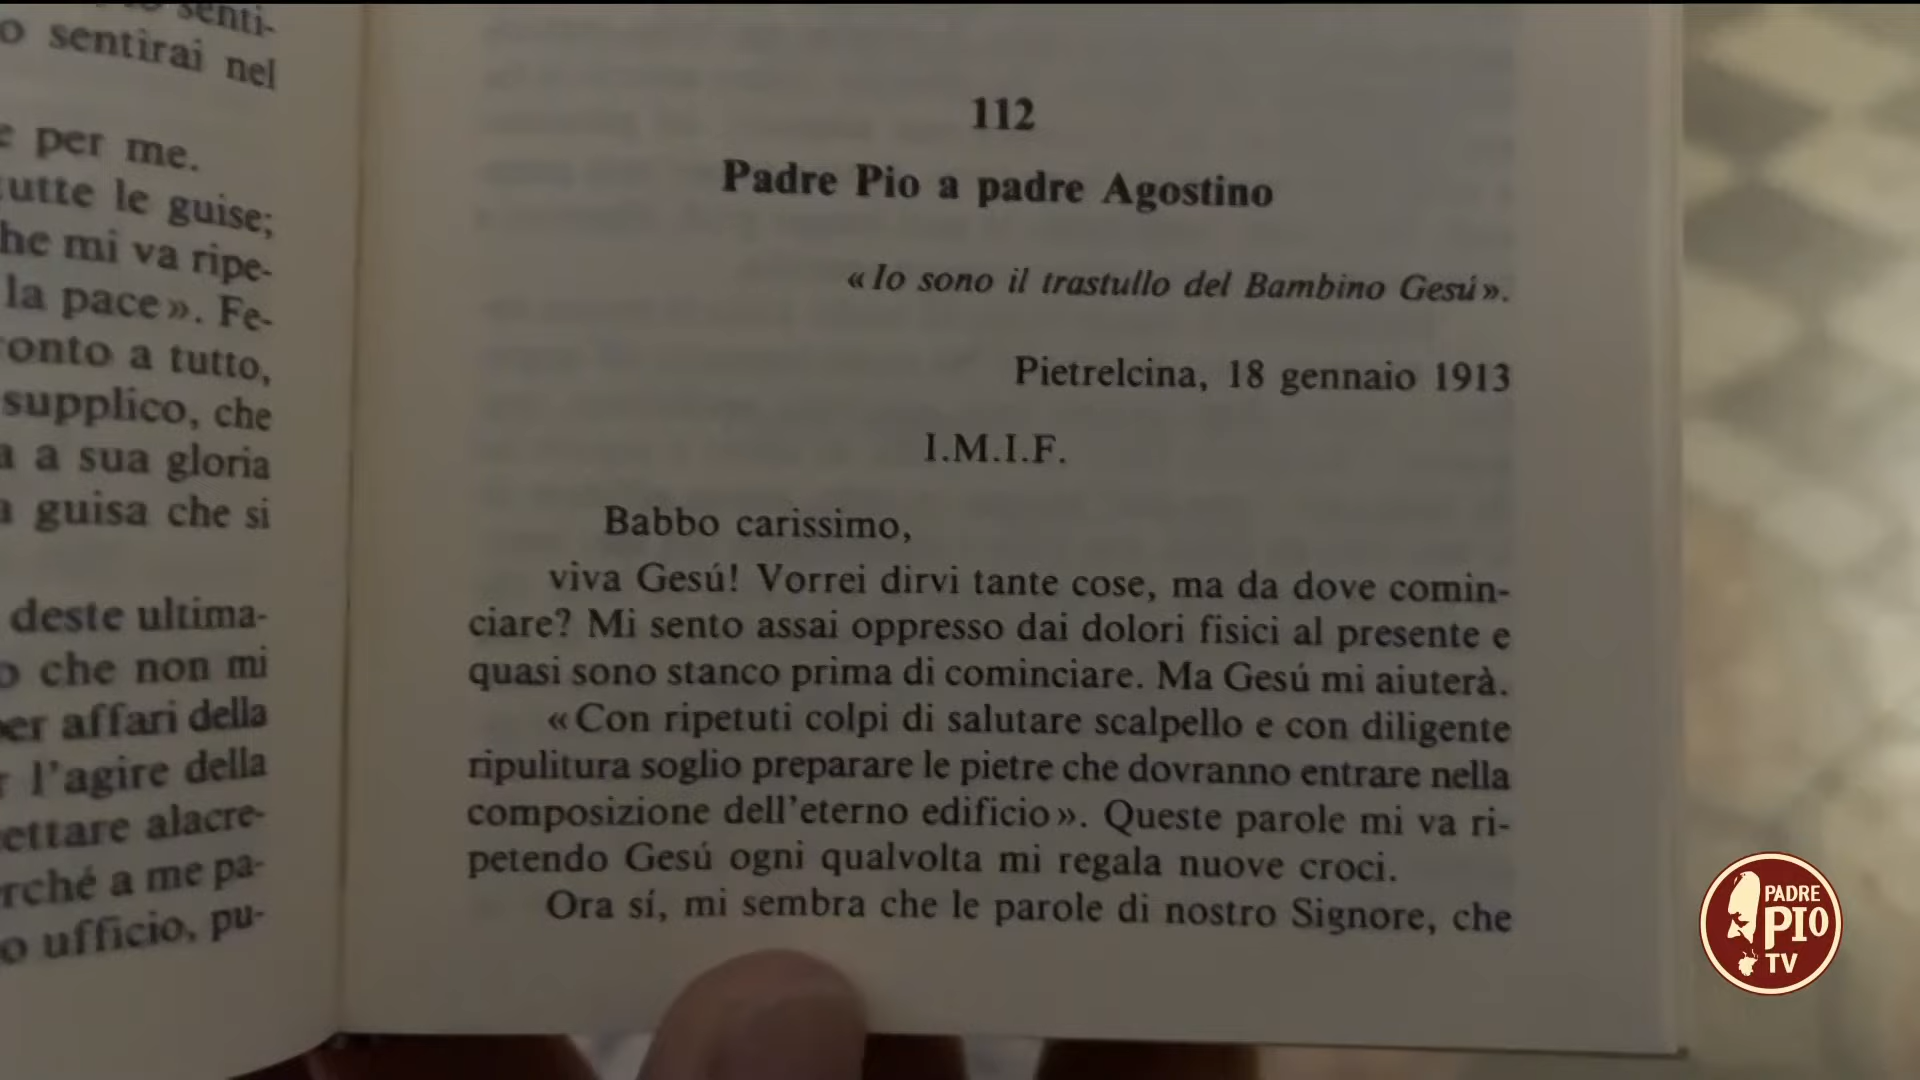 sentirai nel
per me.
le guise;
mi va ripe-
la pace». Fe-
a tutto,
supplico, che
a sua gloria
guisa che si
deste ultima-
che non mi
affari della
l'agire della
alacre-
a me pa-
ufficio, pu-
112
Padre Pio a padre Agostino
«Io sono il trastullo del Bambino Gesú».
Pietrelcina, 18 gennaio 1913
I.M.I.F.
Babbo carissimo,
viva Gesú! Vorrei dirvi tante cose, ma da dove comin-
ciare? Mi sento assai oppresso dai dolori fisici al presente e
quasi sono stanco prima di cominciare. Ma Gesú mi aiuterà.
«Con ripetuti colpi di salutare scalpello e con diligente
ripulitura soglio preparare le pietre che dovranno entrare nella
composizione dell'eterno edificio». Queste parole mi va ri-
petendo Gesú ogni qualvolta mi regala nuove croci.
Ora sí, mi sembra che le parole di nostro Signore, che
PADRE
PIO
TV